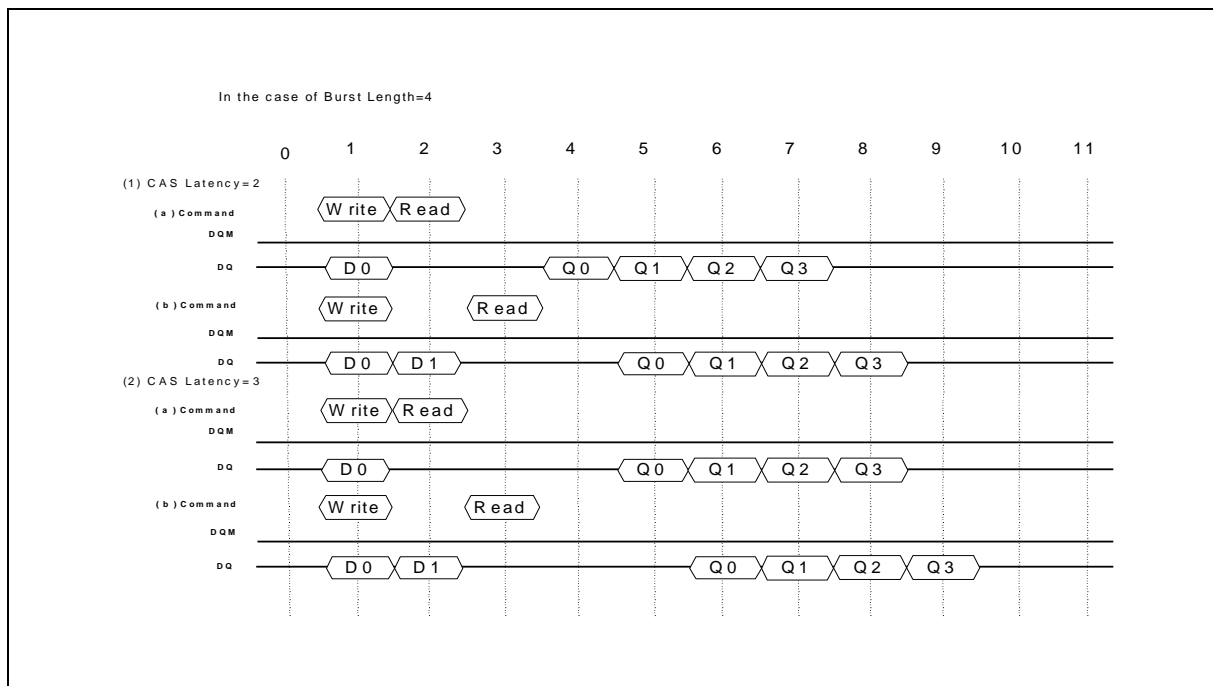 In the case of Burst Length=4
0 1 2 3 4 5 6 7 8 9 10 11
(1) CAS Latency=2
(a) Command Write Read
DQM
DQ D0 Q0 Q1 Q2 Q3
(b) Command Write Read
DQM
DQ D0 D1 Q0 Q1 Q2 Q3
(2) CAS Latency=3
(a) Command Write Read
DQM
DQ D0 Q0 Q1 Q2 Q3
(b) Command Write Read
DQM
DQ D0 D1 Q0 Q1 Q2 Q3